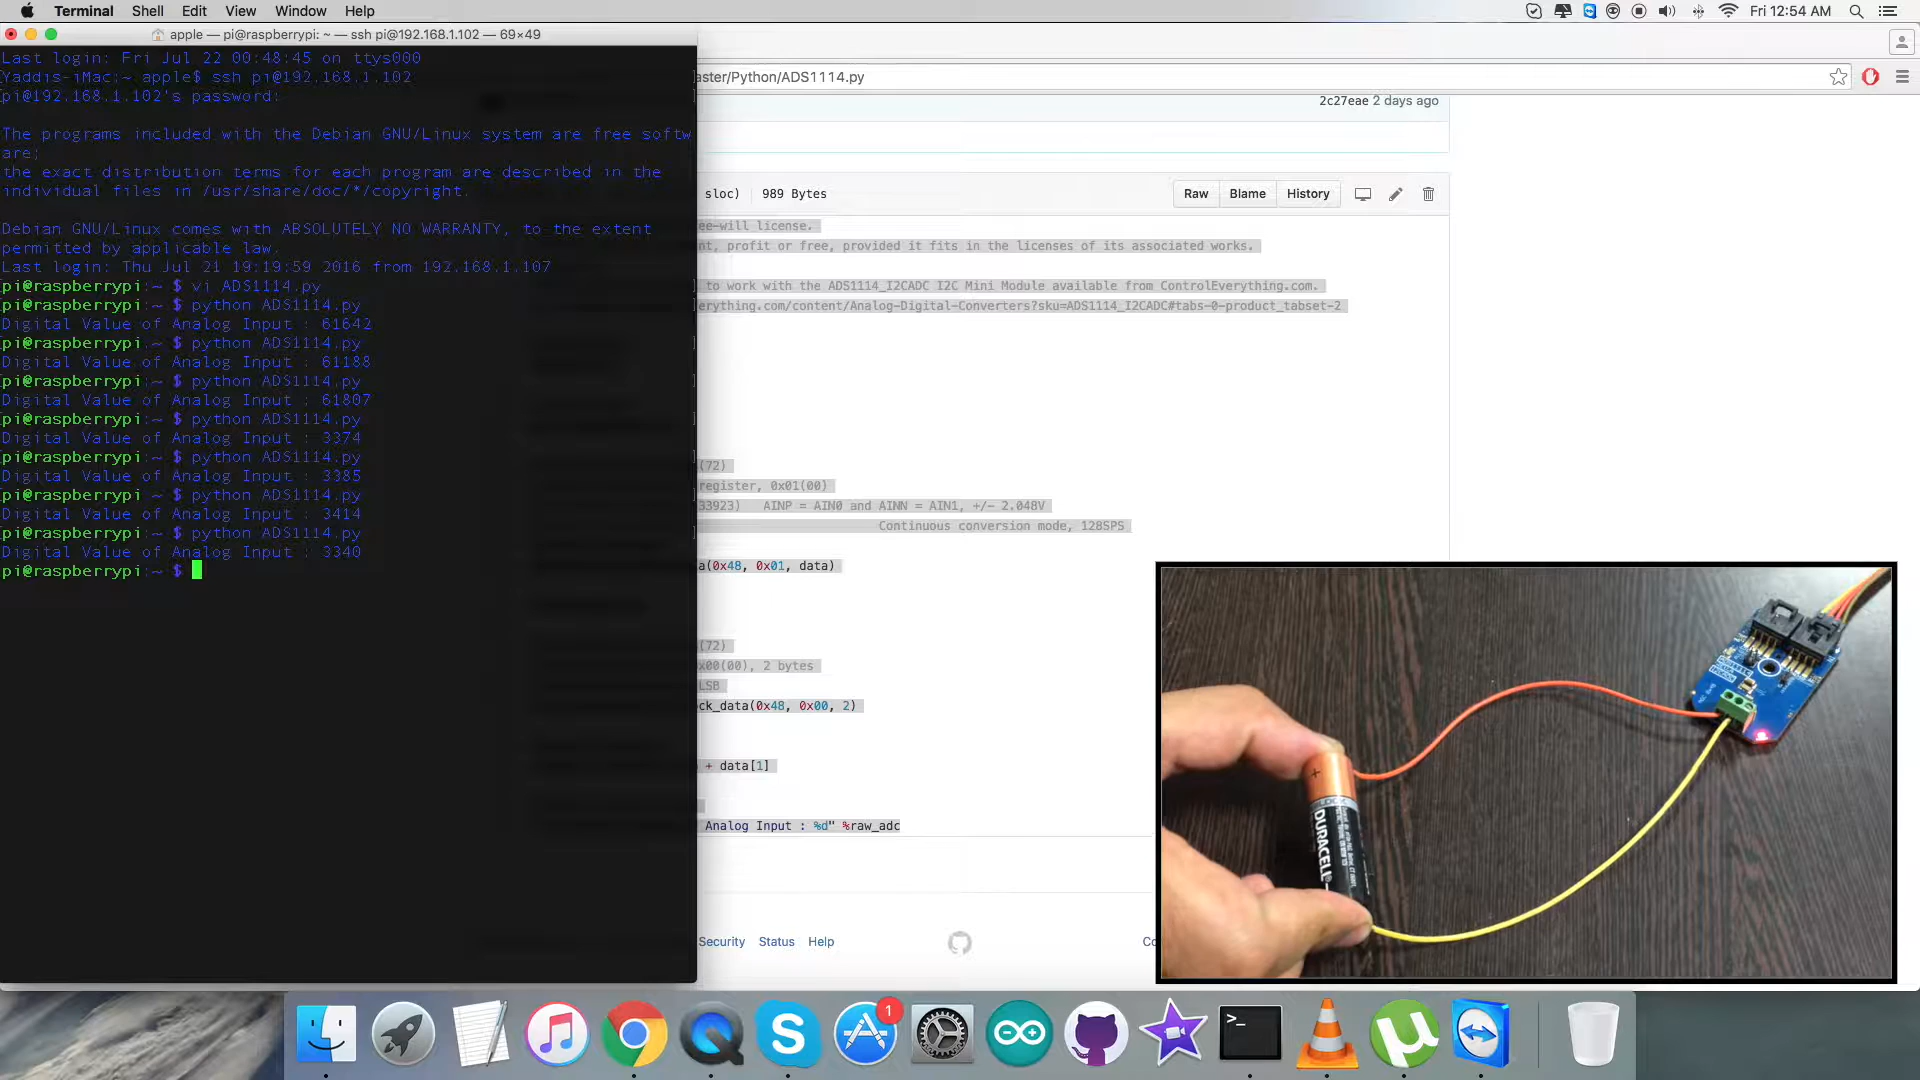 Terminal Shell Edit View Window Help Fri 12:54 AM
apple — pi@raspberrypi: ~ — ssh pi@192.168.1.102 — 69×49
Last login: Fri Jul 22 00:48:45 on ttys000
[Yaddis-iMac:~ apple$ ssh pi@192.168.1.102
[pi@192.168.1.102's password:
The programs included with the Debian GNU/Linux system are free softw
are;
the exact distribution terms for each program are described in the
individual files in /usr/share/doc/*/copyright.
Debian GNU/Linux comes with ABSOLUTELY NO WARRANTY, to the extent
permitted by applicable law.
Last login: Thu Jul 21 19:19:59 2016 from 192.168.1.107
[pi@raspberrypi:~ $ vi ADS1114.py
[pi@raspberrypi:~ $ python ADS1114.py
Digital Value of Analog Input : 61642
[pi@raspberrypi:~ $ python ADS1114.py
Digital Value of Analog Input : 61188
[pi@raspberrypi:~ $ python ADS1114.py
Digital Value of Analog Input : 61807
[pi@raspberrypi:~ $ python ADS1114.py
Digital Value of Analog Input : 3374
[pi@raspberrypi:~ $ python ADS1114.py
Digital Value of Analog Input : 3385
[pi@raspberrypi:~ $ python ADS1114.py
Digital Value of Analog Input : 3414
[pi@raspberrypi:~ $ python ADS1114.py
Digital Value of Analog Input : 3340
pi@raspberrypi:~ $
aster/Python/ADS1114.py
2c27eae 2 days ago
sloc) 989 Bytes Raw Blame History
ee-will license.
nt, profit or free, provided it fits in the licenses of its associated works.
to work with the ADS1114_I2CADC I2C Mini Module available from ControlEverything.com.
erything.com/content/Analog-Digital-Converters?sku=ADS1114_I2CADC#tabs-0-product_tabset-2
(72)
register, 0x01(00)
33923) AINP = AIN0 and AINN = AIN1, +/- 2.048V
Continuous conversion mode, 128SPS
a(0x48, 0x01, data)
(72)
x00(00), 2 bytes
LSB
ck_data(0x48, 0x00, 2)
+ data[1]
Analog Input : %d" %raw_adc
Security Status Help Co
+
DURACELL
1
>_